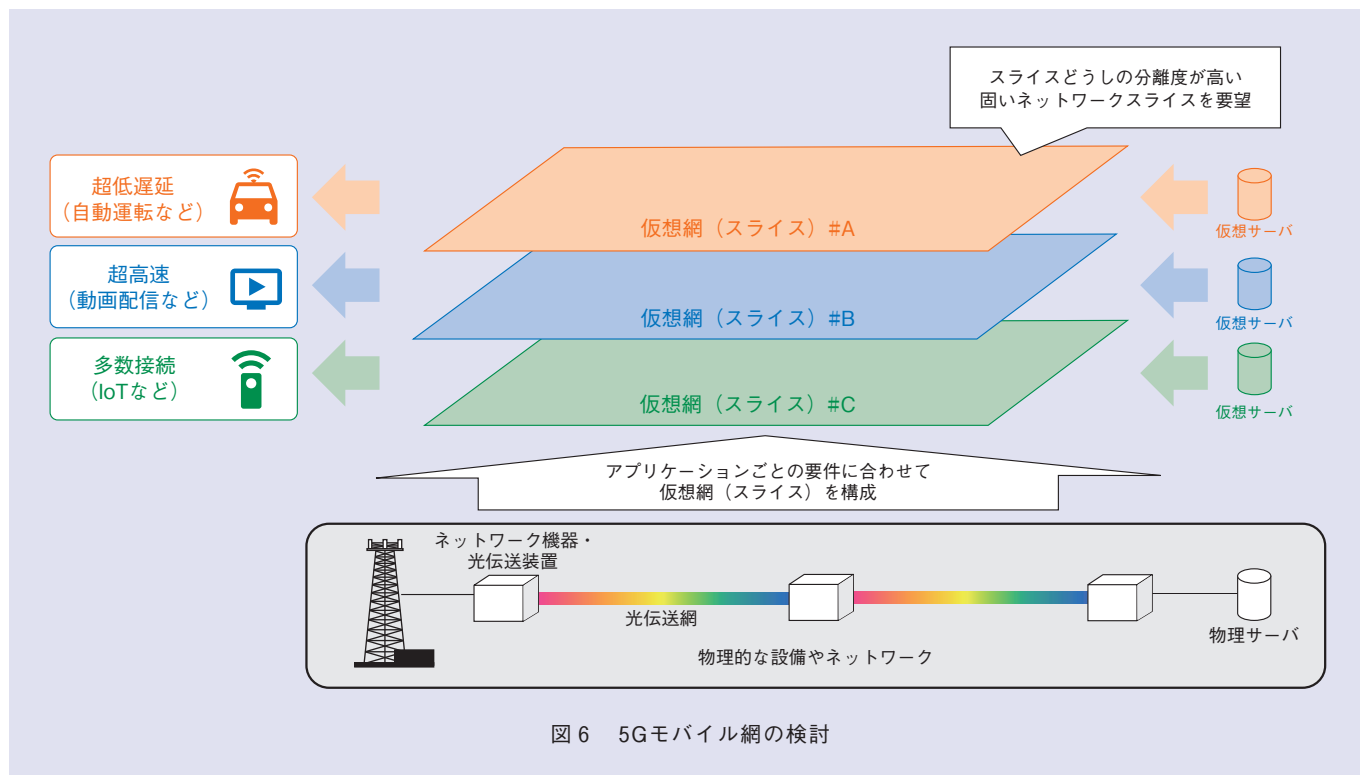 スライスどうしの分離度が高い
固いネットワークスライスを要望
超低遅延
（自動運転など）
仮想網（スライス）#A
仮想サーバ
超高速
（動画配信など）
仮想網（スライス）#B
仮想サーバ
多数接続
（IoTなど）
仮想網（スライス）#C
仮想サーバ
アプリケーションごとの要件に合わせて
仮想網（スライス）を構成
ネットワーク機器・
光伝送装置
光伝送網
物理サーバ
物理的な設備やネットワーク
図6　5Gモバイル網の検討